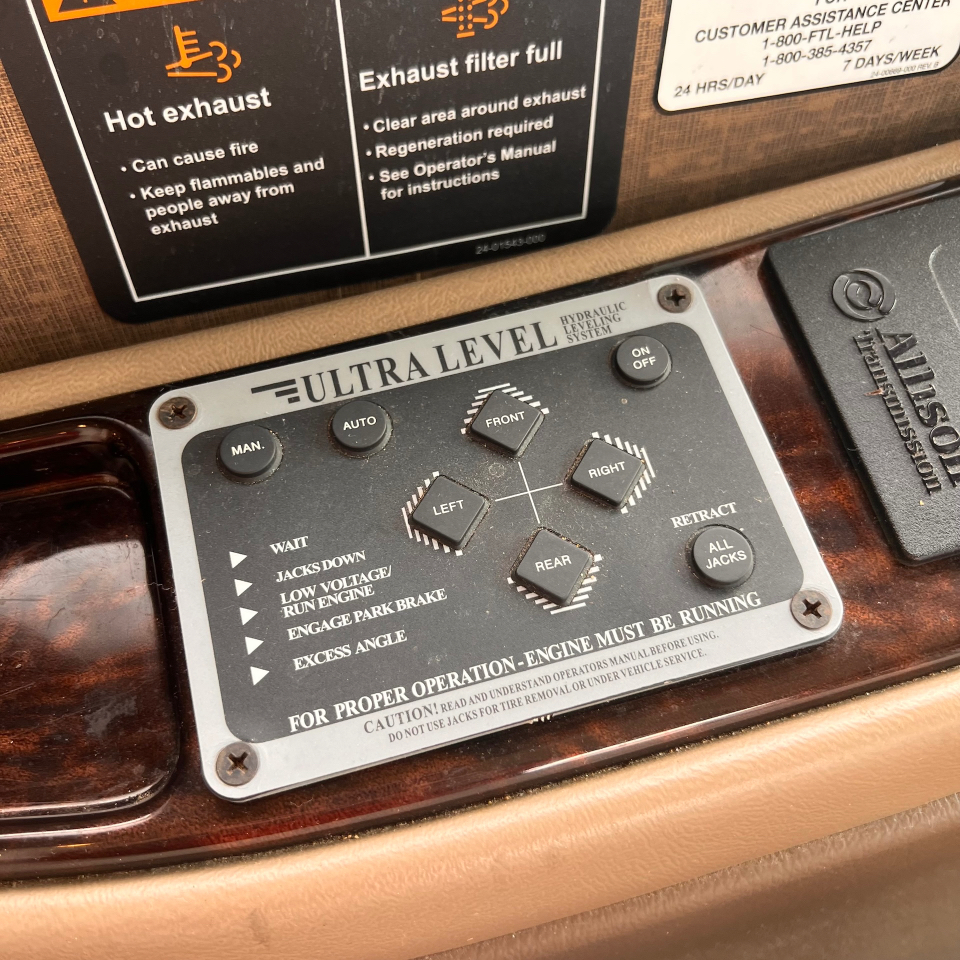 Hot exhaust
• Can cause fire
• Keep flammables and
people away from
exhaust
Exhaust filter full
• Clear area around exhaust
• Regeneration required
• See Operator's Manual
for instructions
24-01543-000
CUSTOMER ASSISTANCE CENTER
1-800-FTL-HELP
1-800-385-4357
24 HRS/DAY 7 DAYS/WEEK
24-00869-000 REV. B
ULTRA LEVEL
HYDRAULIC
LEVELING
SYSTEM
ON
OFF
MAN.
AUTO
FRONT
RIGHT
LEFT
REAR
RETRACT
ALL
JACKS
WAIT
JACKS DOWN
LOW VOLTAGE/
RUN ENGINE
ENGAGE PARK BRAKE
EXCESS ANGLE
FOR PROPER OPERATION-ENGINE MUST BE RUNNING
CAUTION! READ AND UNDERSTAND OPERATORS MANUAL BEFORE USING.
DO NOT USE JACKS FOR TIRE REMOVAL OR UNDER VEHICLE SERVICE.
Allison
Transmission